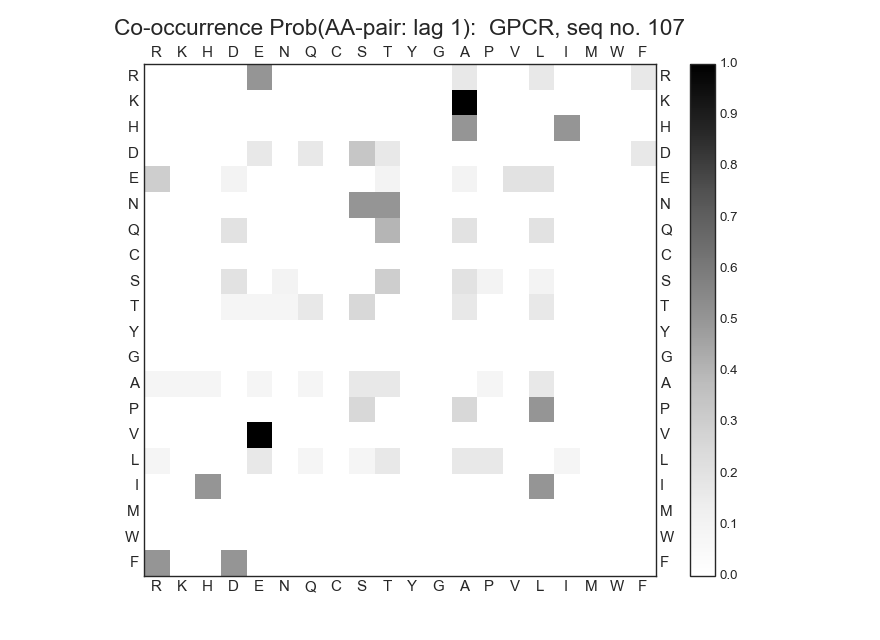 Co-occurrence Prob(AA-pair: lag 1):  GPCR, seq no. 107
R K H D E N Q C S T Y G A P V L I M W F
1.0
R R
K K
0.9
H H
D D
0.8
E E
0.7
N N
Q Q
0.6
C C
S S
0.5
T T
Y Y
0.4
G G
A A
0.3
P P
V V
0.2
L L
I I
0.1
M M
W W
F F
0.0
R K H D E N Q C S T Y G A P V L I M W F